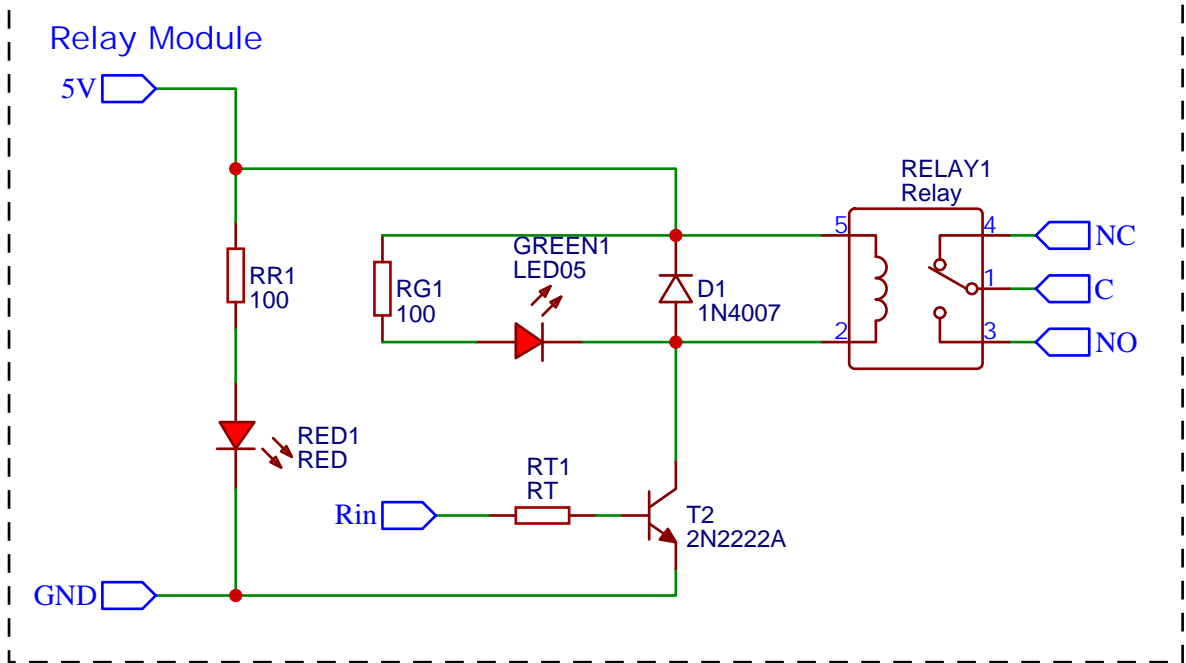 Relay Module
5V
RELAY1
Relay
5
4
NC
GREEN1
LED05
RR1
100
RG1
100
D1
1N4007
1
C
2
3
NO
RED1
RED
RT1
RT
Rin
T2
2N2222A
GND